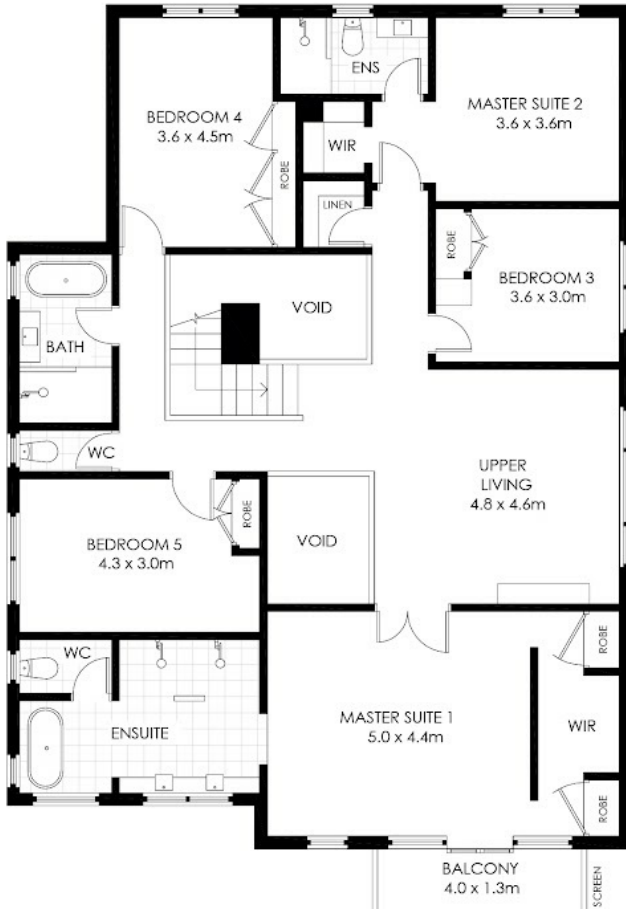 ENS
BEDROOM 4
3.6 x 4.5m
MASTER SUITE 2
3.6 x 3.6m
WIR
ROBE
LINEN
ROBE
BEDROOM 3
3.6 x 3.0m
VOID
BATH
WC
UPPER
LIVING
4.8 x 4.6m
ROBE
BEDROOM 5
4.3 x 3.0m
VOID
WC
ROBE
ENSUITE
MASTER SUITE 1
5.0 x 4.4m
WIR
ROBE
BALCONY
4.0 x 1.3m
SCREEN